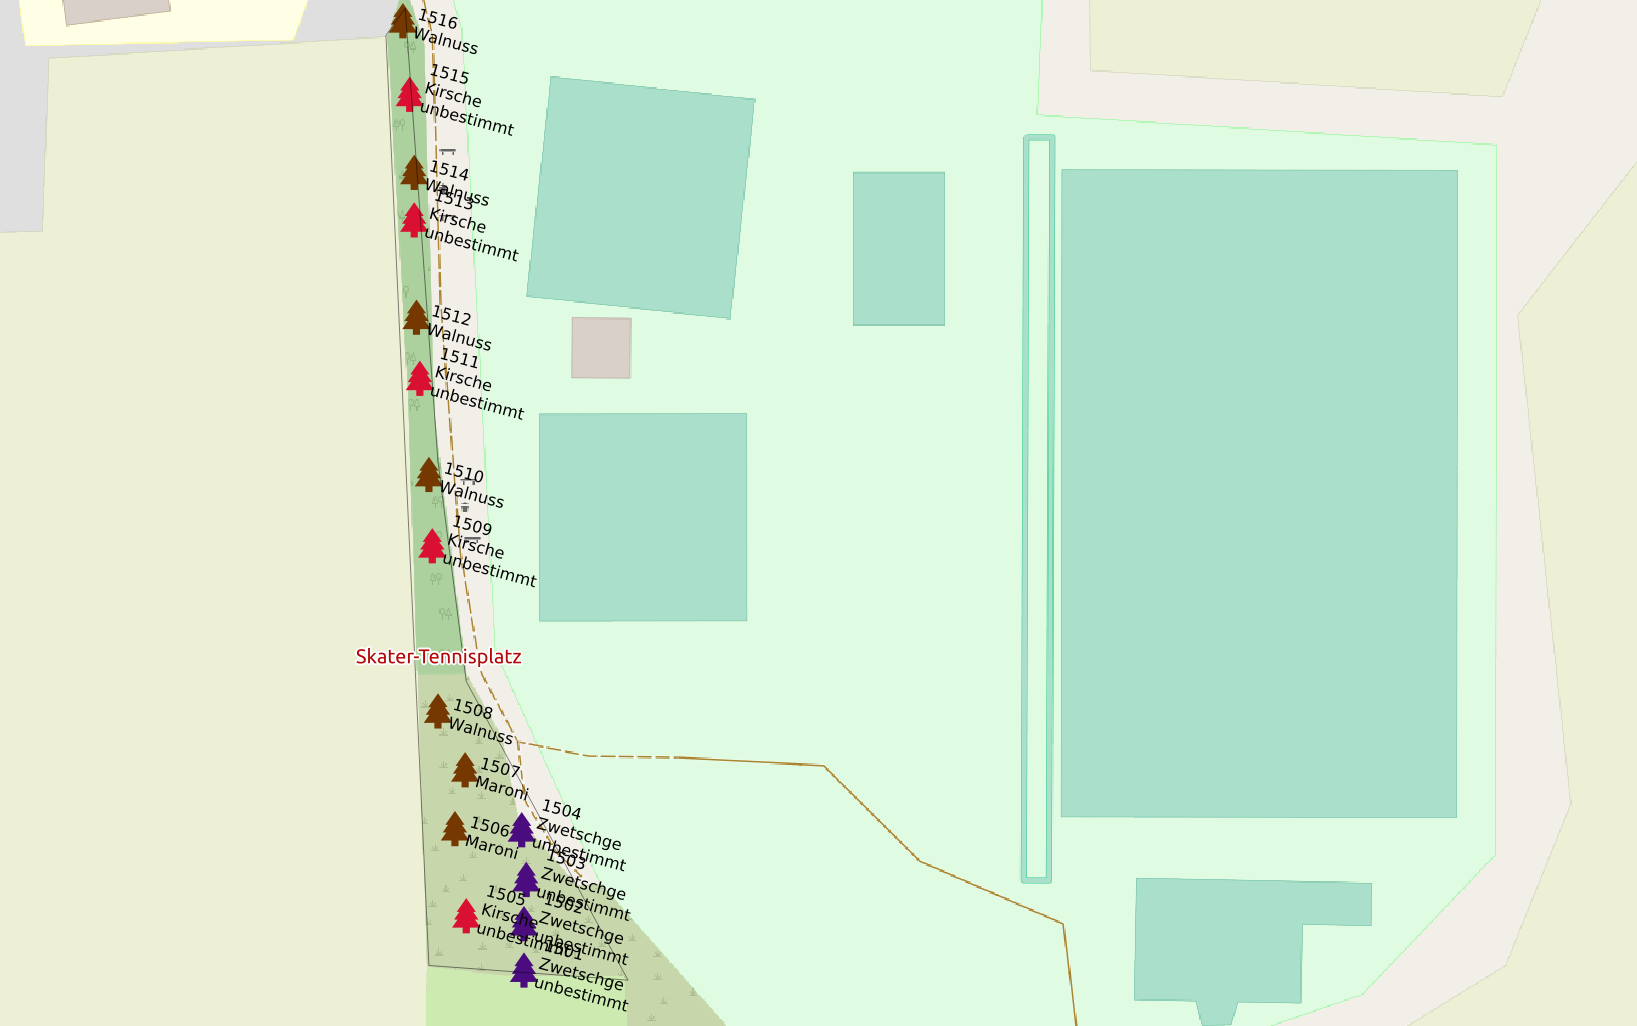 1516
Walnuss
1515
Kirsche
unbestimmt
1514
Walnuss
1513
Kirsche
unbestimmt
1512
Walnuss
1511
Kirsche
unbestimmt
1510
Walnuss
1509
Kirsche
unbestimmt
Skater-Tennisplatz
1508
Walnuss
1507
Maroni
1504
Zwetschge
unbestimmt
1506
Maroni
1503
Zwetschge
unbestimmt
1505
Kirsche
unbestimmt
1502
Zwetschge
unbestimmt
1501
Zwetschge
unbestimmt